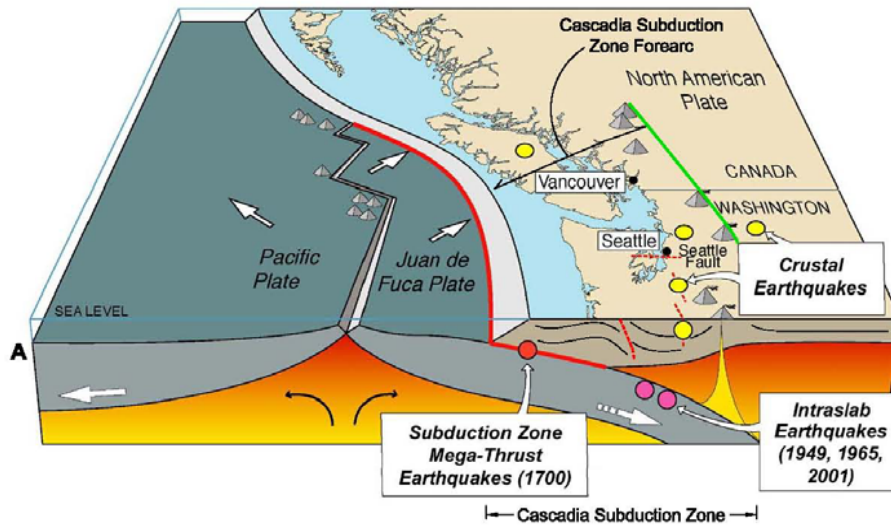 Cascadia Subduction
Zone Forearc
North American
Plate
CANADA
Vancouver
WASHINGTON
Seattle
Seattle
Fault
Crustal
Earthquakes
Pacific
Plate
Juan de
Fuca Plate
SEA LEVEL
A
Subduction Zone
Mega-Thrust
Earthquakes (1700)
Intraslab
Earthquakes
(1949, 1965,
2001)
Cascadia Subduction Zone